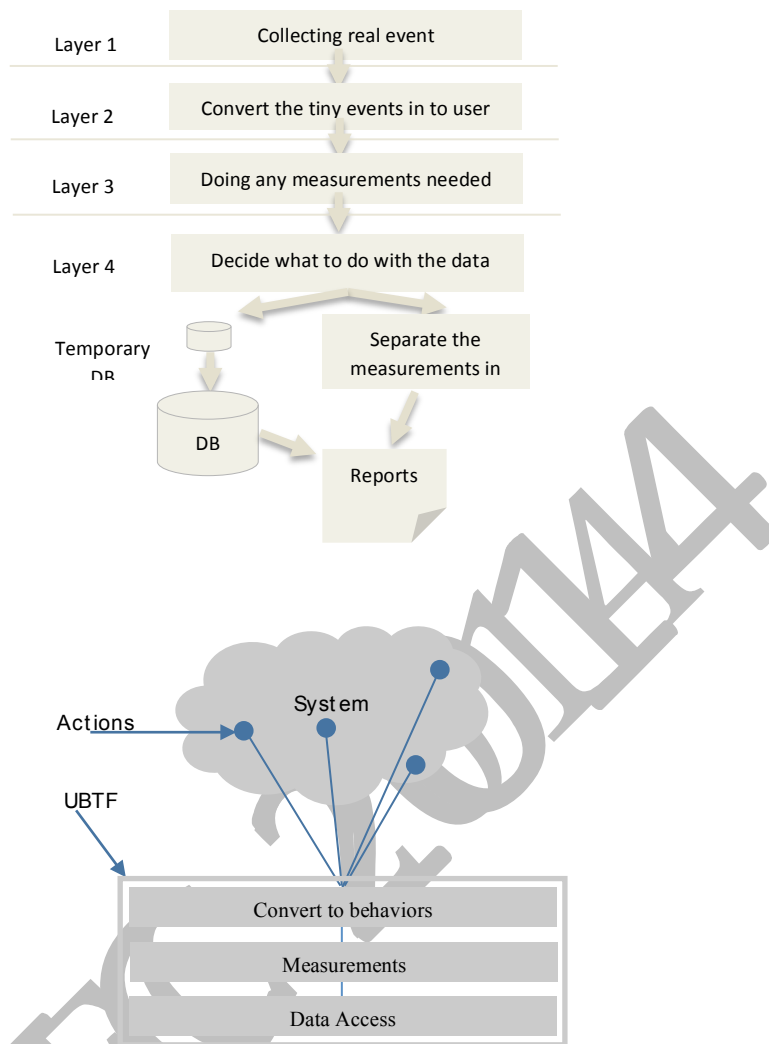 Layer 1
Collecting real event
Layer 2
Convert the tiny events in to user
Layer 3
Doing any measurements needed
Layer 4
Decide what to do with the data
Temporary
DB
Separate the
measurements in
DB
Reports
System
Actions
UBTF
Convert to behaviors
Measurements
Data Access